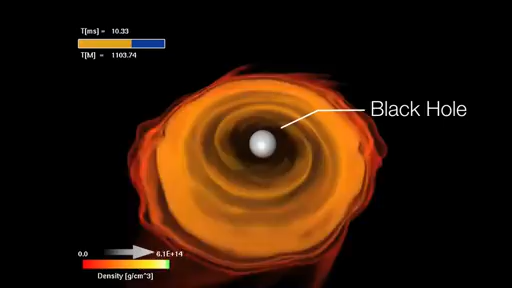 T[ms] = 10.33
T[M] = 1103.74
Black Hole
0.0 6.1E+14
Density [g/cm^3]